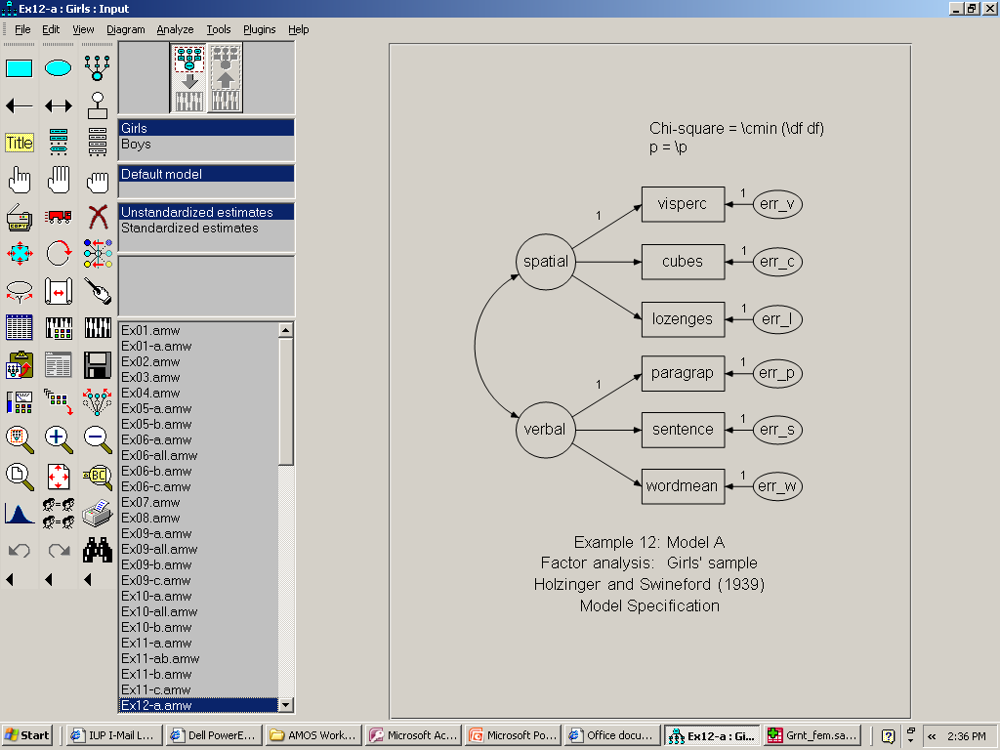 Ex12-a : Girls : Input
File Edit View Diagram Analyze Tools Plugins Help
Title
Girls
Boys
Default model
Unstandardized estimates
Standardized estimates
Ex01.amw
Ex01-a.amw
Ex02.amw
Ex03.amw
Ex04.amw
Ex05-a.amw
Ex05-b.amw
Ex06-a.amw
Ex06-all.amw
Ex06-b.amw
Ex06-c.amw
Ex07.amw
Ex08.amw
Ex09-a.amw
Ex09-all.amw
Ex09-b.amw
Ex09-c.amw
Ex10-a.amw
Ex10-all.amw
Ex10-b.amw
Ex11-a.amw
Ex11-ab.amw
Ex11-b.amw
Ex11-c.amw
Ex12-a.amw
Chi-square = \cmin (\df df)
p = \p
1 visperc 1 err_v
spatial cubes 1 err_c
lozenges 1 err_l
1 paragrap 1 err_p
verbal sentence 1 err_s
wordmean 1 err_w
Example 12: Model A
Factor analysis: Girls' sample
Holzinger and Swineford (1939)
Model Specification
Start IUP I-Mail L... Dell PowerE... AMOS Work... Microsoft Ac... Microsoft Po... Office docu... Ex12-a : Gi... Grnt_fem.sa... « 2:36 PM